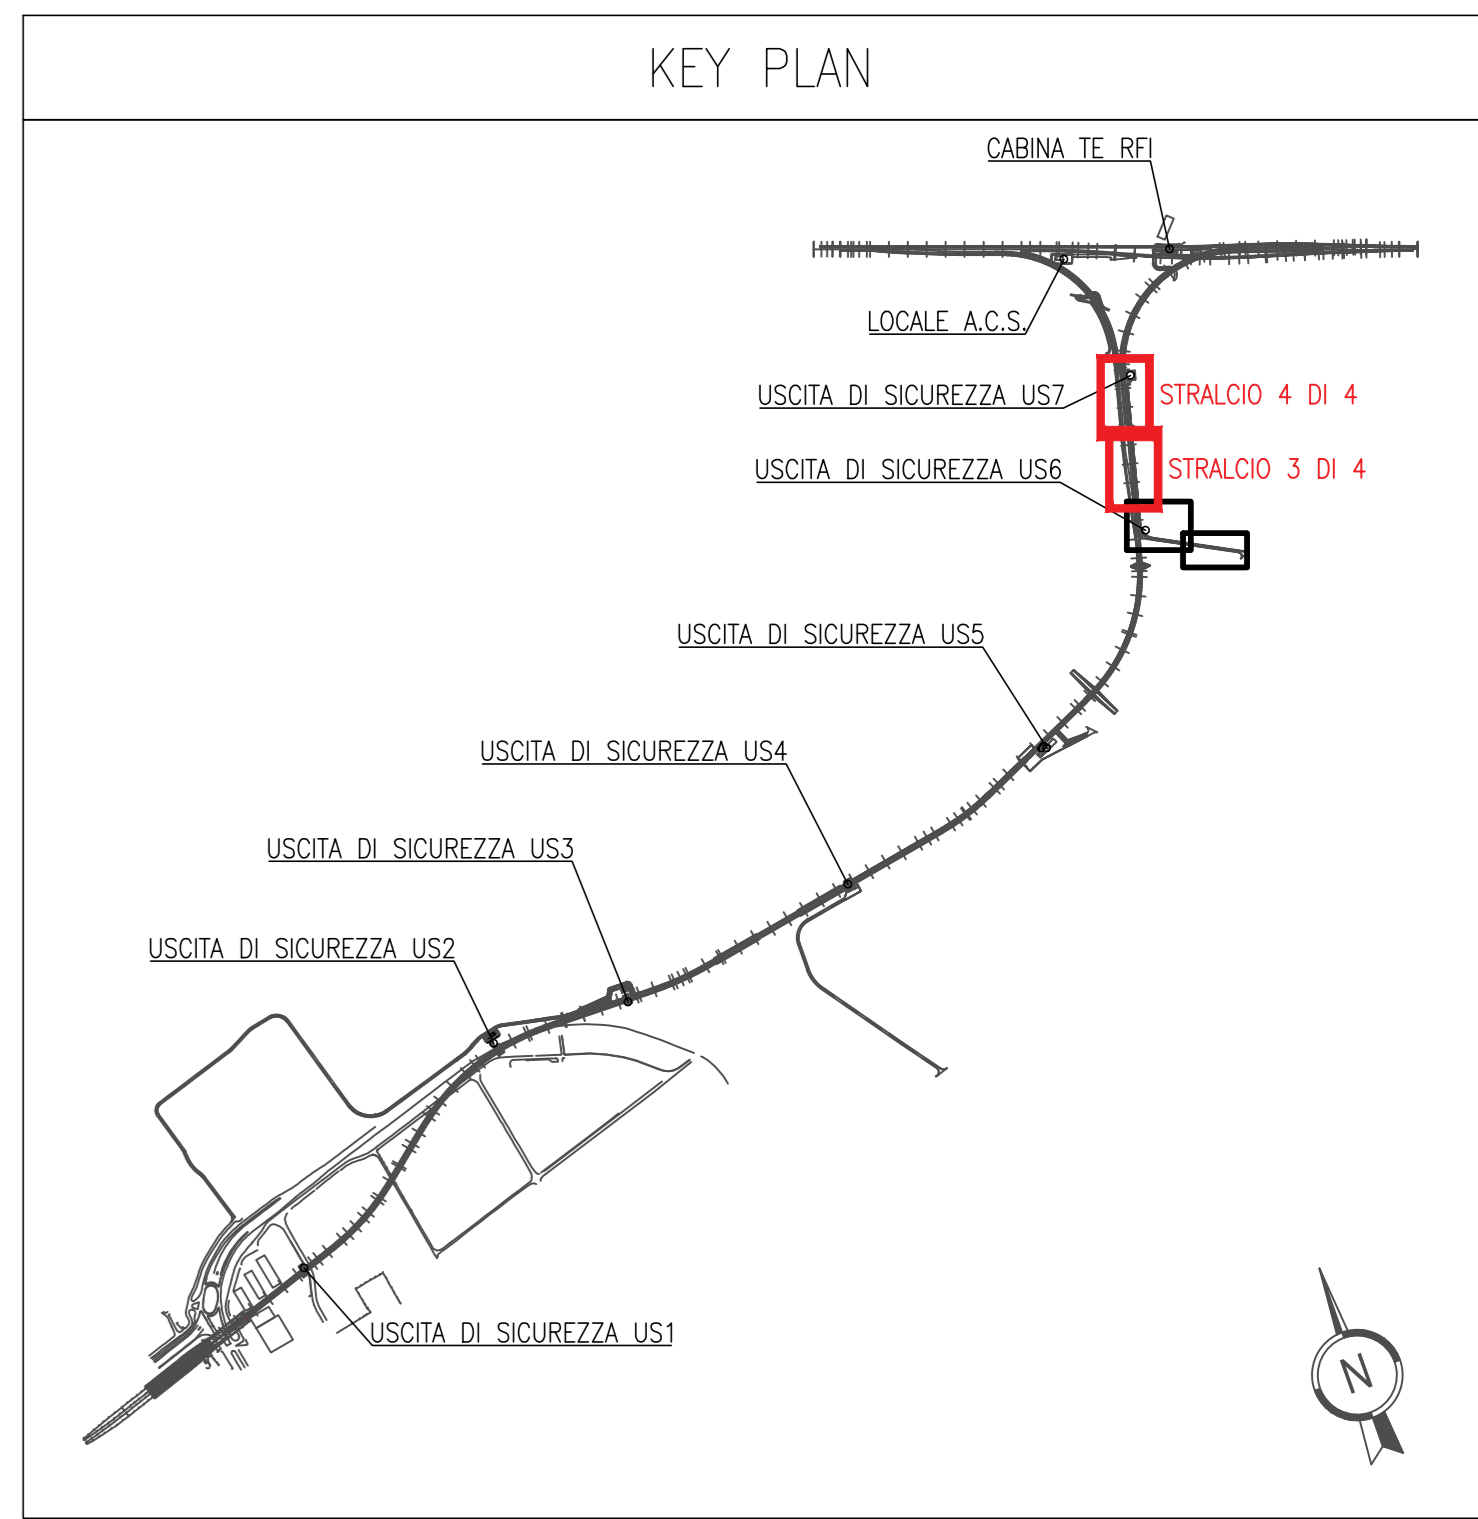 KEY PLAN
CABINA TE RFI
LOCALE A.C.S.
USCITA DI SICUREZZA US7
STRALCIO 4 DI 4
USCITA DI SICUREZZA US6
STRALCIO 3 DI 4
USCITA DI SICUREZZA US5
USCITA DI SICUREZZA US4
USCITA DI SICUREZZA US3
USCITA DI SICUREZZA US2
USCITA DI SICUREZZA US1
N